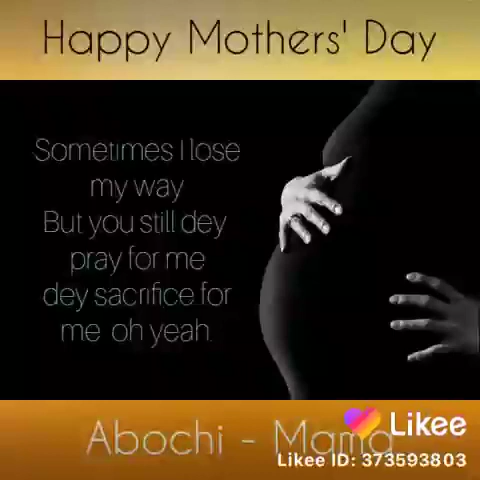 Happy Mothers' Day
Sometimes I lose
my way
But you still dey
pray for me
dey sacrifice for
me oh yeah
Abochi - Mama
Likee
Likee ID: 373593803